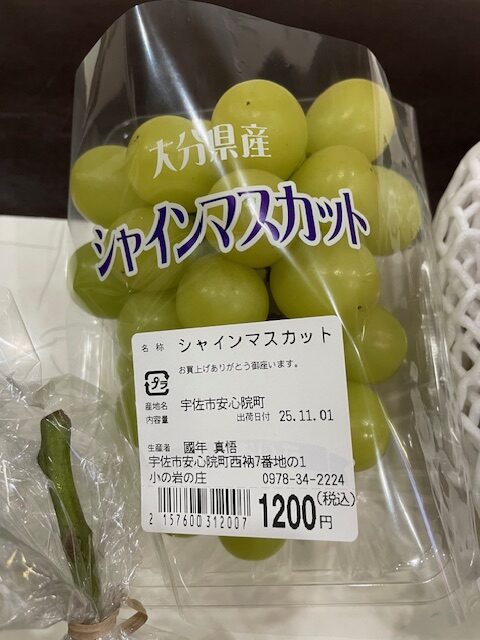 大分県産
シャインマスカット
名称 シャインマスカット
お買上げありがとう御座います。
プラ
産地名 宇佐市安心院町
内容量 出荷日付 25.11.01
生産者 國年 真悟
宇佐市安心院町西衲7番地の1
小の岩の庄 0978-34-2224
2 157600 312007
1200円(税込)